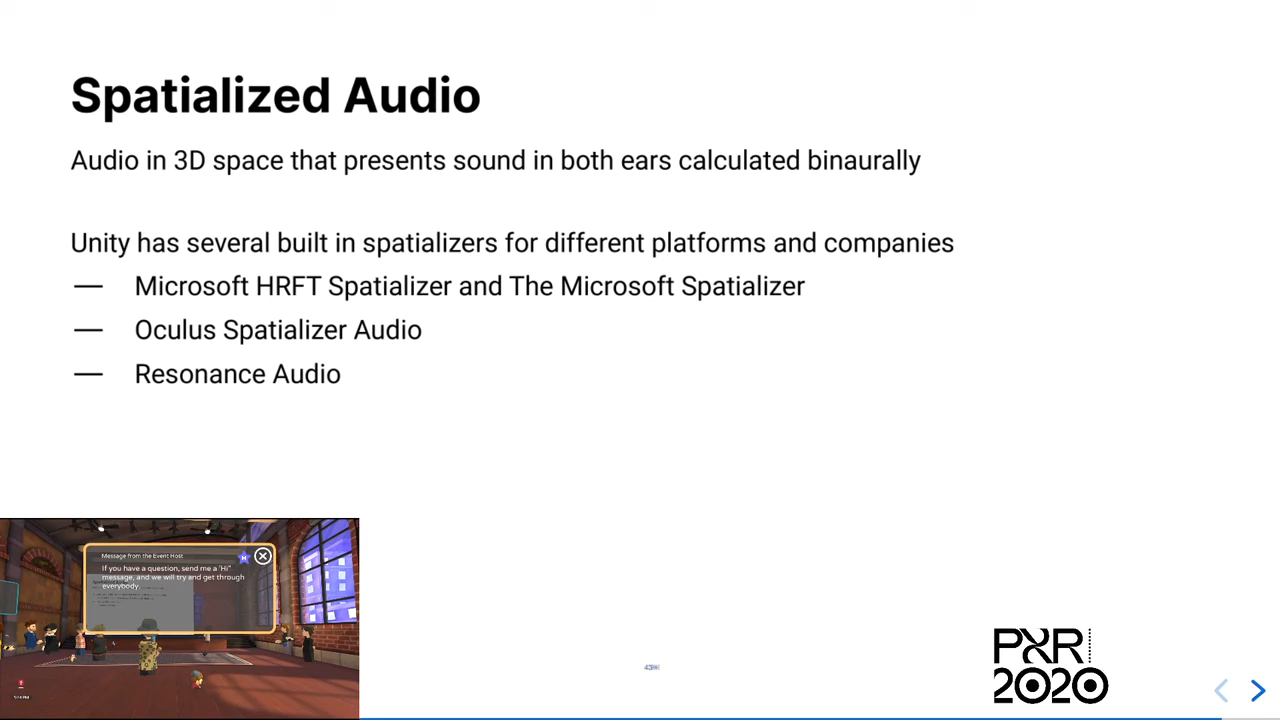 Spatialized Audio
Audio in 3D space that presents sound in both ears calculated binaurally
Unity has several built in spatializers for different platforms and companies
— Microsoft HRFT Spatializer and The Microsoft Spatializer
— Oculus Spatializer Audio
— Resonance Audio
Message from the Event Host
If you have a question, send me a 'Hi"
message, and we will try and get through
everybody
PXR
2020